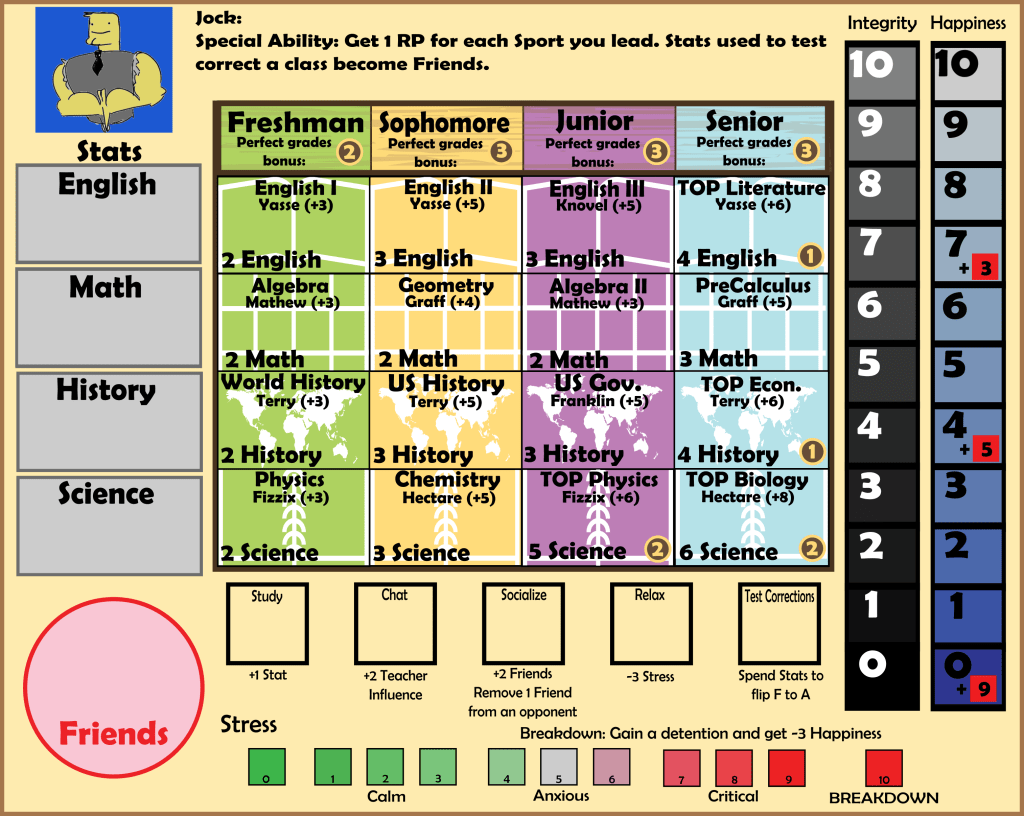 Jock:
Special Ability: Get 1 RP for each Sport you lead. Stats used to test
correct a class become Friends.
Integrity
Happiness
Stats
English
Math
History
Science
Friends
Freshman
Perfect grades
bonus:
2
Sophomore
Perfect grades
bonus:
3
Junior
Perfect grades
bonus:
3
Senior
Perfect grades
bonus:
3
English I
Yasse (+3)
2 English
English II
Yasse (+5)
3 English
English III
Knovel (+5)
3 English
TOP Literature
Yasse (+6)
4 English
1
Algebra
Mathew (+3)
2 Math
Geometry
Graff (+4)
2 Math
Algebra II
Mathew (+3)
2 Math
PreCalculus
Graff (+5)
3 Math
World History
Terry (+3)
2 History
US History
Terry (+5)
3 History
US Gov.
Franklin (+5)
3 History
TOP Econ.
Terry (+6)
4 History
1
Physics
Fizzix (+3)
2 Science
Chemistry
Hectare (+5)
3 Science
TOP Physics
Fizzix (+6)
5 Science
2
TOP Biology
Hectare (+8)
6 Science
2
10
9
8
7
6
5
4
3
2
1
0
10
9
8
7
+ 3
6
5
4
+ 5
3
2
1
0
+ 9
Study
+1 Stat
Chat
+2 Teacher
Influence
Socialize
+2 Friends
Remove 1 Friend
from an opponent
Relax
-3 Stress
Test Corrections
Spend Stats to
flip F to A
Stress
Breakdown: Gain a detention and get -3 Happiness
0
1
2
3
4
5
6
7
8
9
10
Calm
Anxious
Critical
BREAKDOWN